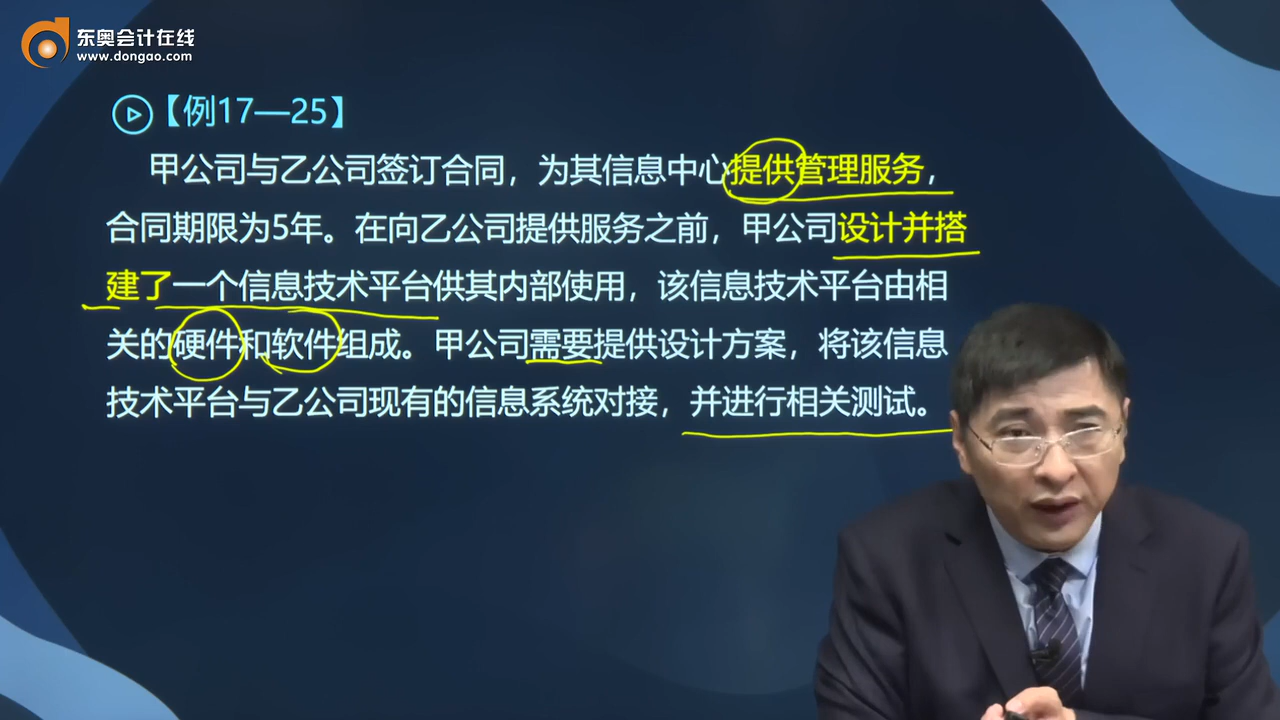 东奥会计在线
www.dongao.com
【例17—25】
甲公司与乙公司签订合同，为其信息中心提供管理服务，
合同期限为5年。在向乙公司提供服务之前，甲公司设计并搭
建了一个信息技术平台供其内部使用，该信息技术平台由相
关的硬件和软件组成。甲公司需要提供设计方案，将该信息
技术平台与乙公司现有的信息系统对接，并进行相关测试。